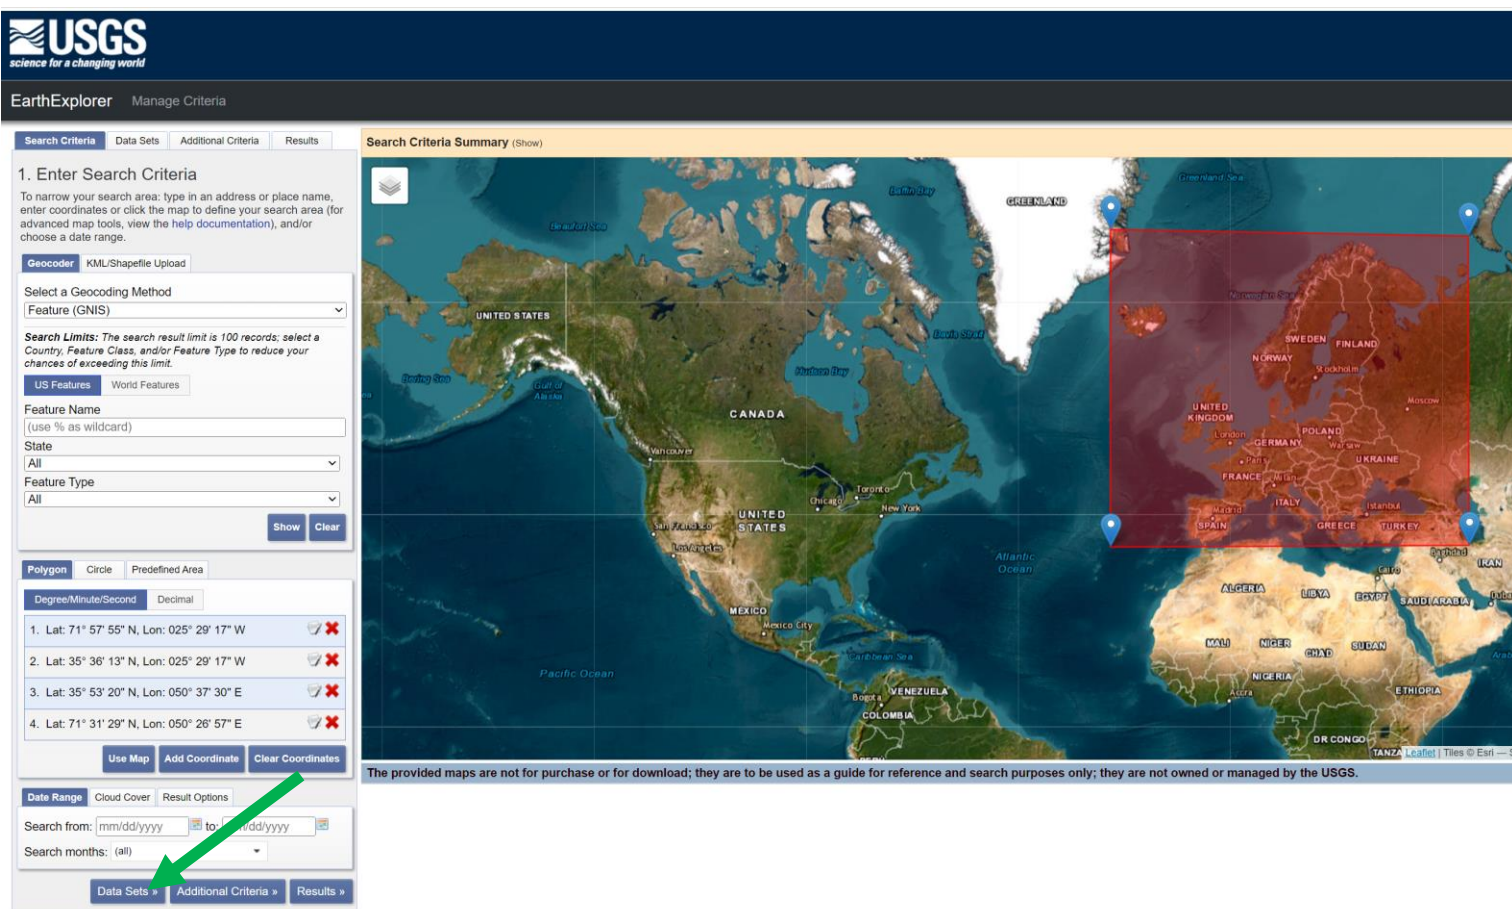 USGS
science for a changing world
EarthExplorer Manage Criteria
Search Criteria Data Sets Additional Criteria Results
1. Enter Search Criteria
To narrow your search area: type in an address or place name,
enter coordinates or click the map to define your search area (for
advanced map tools, view the help documentation), and/or
choose a date range.
Geocoder KML/Shapefile Upload
Select a Geocoding Method
Feature (GNIS)
Search Limits: The search result limit is 100 records; select a
Country, Feature Class, and/or Feature Type to reduce your
chances of exceeding this limit.
US Features World Features
Feature Name
(use % as wildcard)
State
All
Feature Type
All
Show Clear
Polygon Circle Predefined Area
Degree/Minute/Second Decimal
1. Lat: 71° 57' 55" N, Lon: 025° 29' 17" W
2. Lat: 35° 36' 13" N, Lon: 025° 29' 17" W
3. Lat: 35° 53' 20" N, Lon: 050° 37' 30" E
4. Lat: 71° 31' 29" N, Lon: 050° 26' 57" E
Use Map Add Coordinate Clear Coordinates
Date Range Cloud Cover Result Options
Search from: mm/dd/yyyy to: /dd/yyyy
Search months: (all)
Data Sets » Additional Criteria » Results »
Search Criteria Summary (Show)
Greenland Sea
Baffin Bay
GREENLAND
Beaufort Sea
Norwegian Sea
UNITED STATES
Davis Strait
SWEDEN FINLAND
NORWAY
Stockholm
Hudson Bay
Bering Sea
Gulf of
Alaska
Moscow
UNITED
KINGDOM
CANADA
London
POLAND
GERMANY Warsaw
Vancouver
Paris
UKRAINE
FRANCE Milan
Toronto
Chicago
New York
ITALY
Istanbul
Madrid
UNITED
STATES
San Francisco
SPAIN GREECE TURKEY
Los Angeles
Atlantic
Ocean
Baghdad
IRAN
Cairo
ALGERIA LIBYA EGYPT SAUDI ARABIA
MEXICO
Mexico City
MALI NIGER CHAD SUDAN
Caribbean Sea
Pacific Ocean
NIGERIA
Accra
ETHIOPIA
Bogota VENEZUELA
COLOMBIA
DR CONGO
Leaflet | Tiles © Esri —
The provided maps are not for purchase or for download; they are to be used as a guide for reference and search purposes only; they are not owned or managed by the USGS.